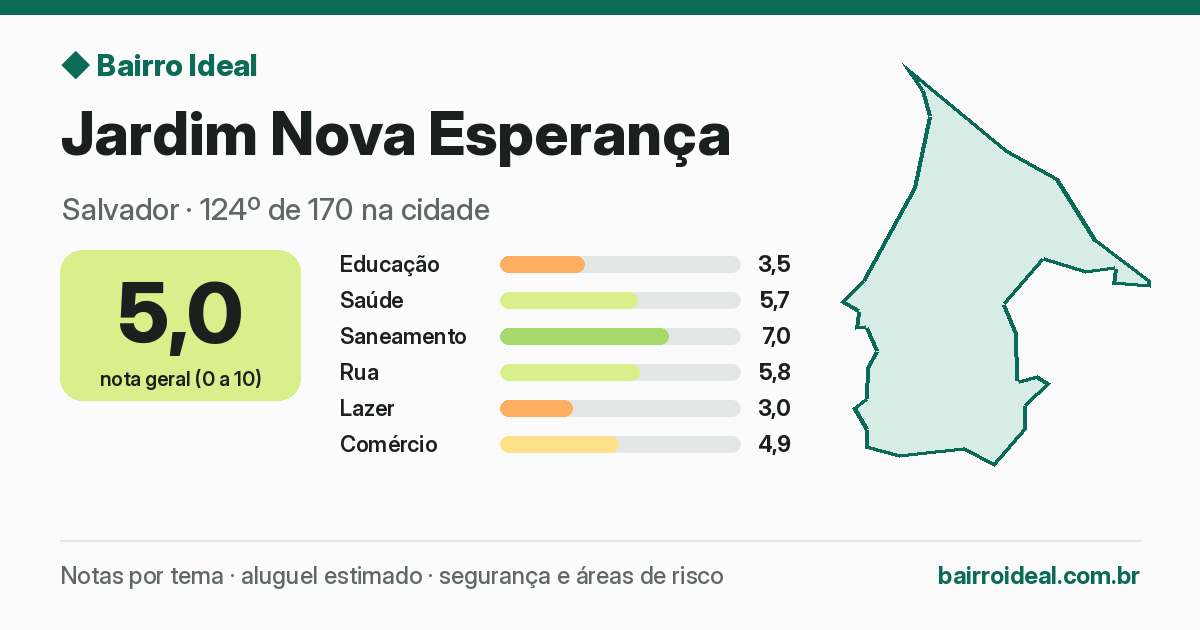 Bairro Ideal
Jardim Nova Esperança
Salvador · 124º de 170 na cidade
5,0
nota geral (0 a 10)
Educação 3,5
Saúde 5,7
Saneamento 7,0
Rua 5,8
Lazer 3,0
Comércio 4,9
Notas por tema · aluguel estimado · segurança e áreas de risco
bairroideal.com.br